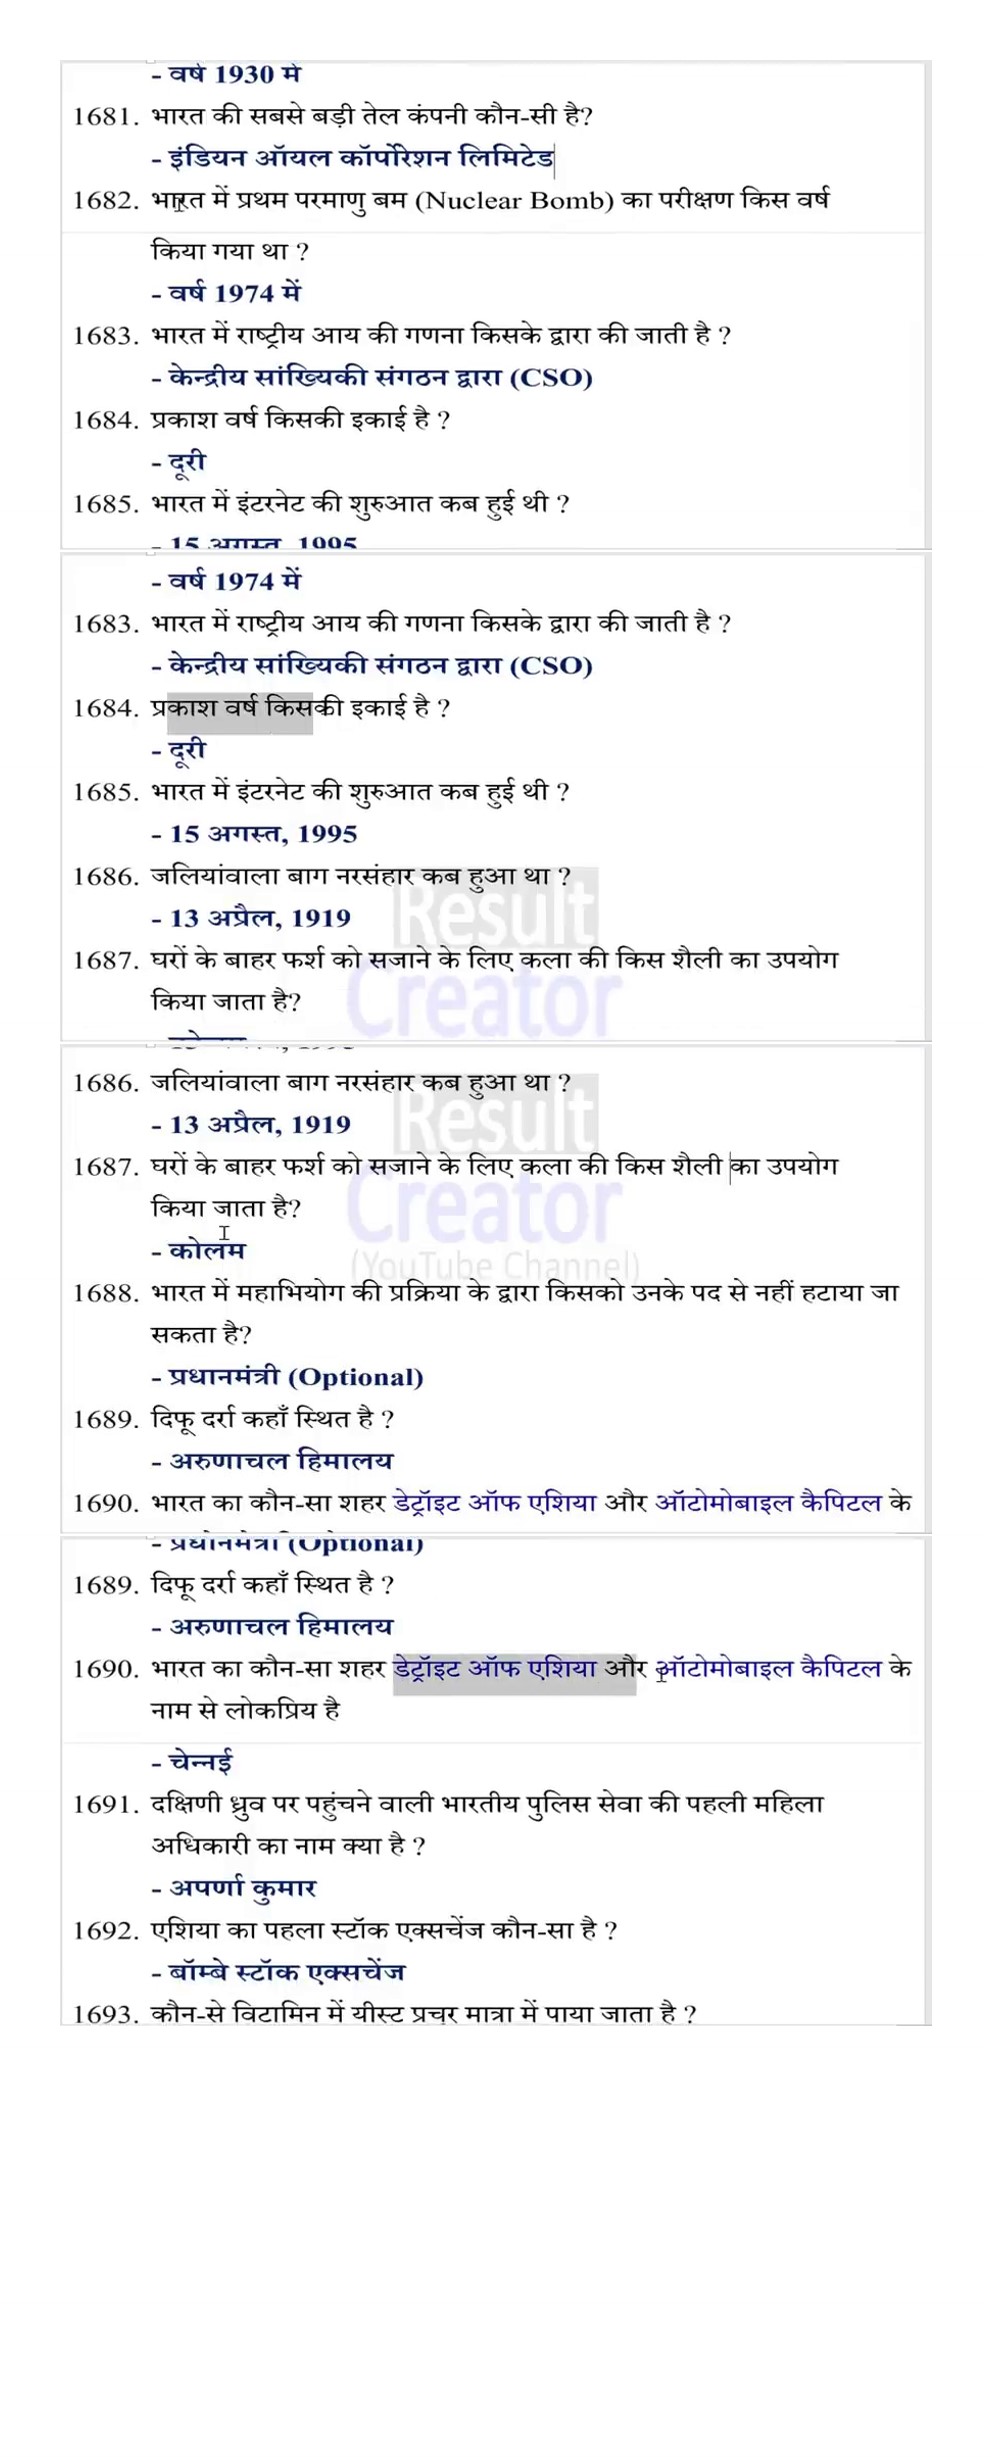 - वर्ष 1930 में
1681. भारत की सबसे बड़ी तेल कंपनी कौन-सी है?
- इंडियन ऑयल कॉर्पोरेशन लिमिटेड
1682. भारत में प्रथम परमाणु बम (Nuclear Bomb) का परीक्षण किस वर्ष
किया गया था ?
- वर्ष 1974 में
1683. भारत में राष्ट्रीय आय की गणना किसके द्वारा की जाती है ?
- केन्द्रीय सांख्यिकी संगठन द्वारा (CSO)
1684. प्रकाश वर्ष किसकी इकाई है ?
- दूरी
1685. भारत में इंटरनेट की शुरुआत कब हुई थी ?
- 15 अगस्त, 1995
- वर्ष 1974 में
1683. भारत में राष्ट्रीय आय की गणना किसके द्वारा की जाती है ?
- केन्द्रीय सांख्यिकी संगठन द्वारा (CSO)
1684. प्रकाश वर्ष किसकी इकाई है ?
- दूरी
1685. भारत में इंटरनेट की शुरुआत कब हुई थी ?
- 15 अगस्त, 1995
1686. जलियांवाला बाग नरसंहार कब हुआ था ?
Result
- 13 अप्रैल, 1919
1687. घरों के बाहर फर्श को सजाने के लिए कला की किस शैली का उपयोग
किया जाता है?
Creator
1686. जलियांवाला बाग नरसंहार कब हुआ था ?
Result
- 13 अप्रैल, 1919
1687. घरों के बाहर फर्श को सजाने के लिए कला की किस शैली का उपयोग
किया जाता है?
Creator
- कोलम
(YouTube Channel)
1688. भारत में महाभियोग की प्रक्रिया के द्वारा किसको उनके पद से नहीं हटाया जा
सकता है?
- प्रधानमंत्री (Optional)
1689. दिफू दर्रा कहाँ स्थित है ?
- अरुणाचल हिमालय
1690. भारत का कौन-सा शहर डेट्रॉइट ऑफ एशिया और ऑटोमोबाइल कैपिटल के
- प्रधानमंत्री (Optional)
1689. दिफू दर्रा कहाँ स्थित है ?
- अरुणाचल हिमालय
1690. भारत का कौन-सा शहर डेट्रॉइट ऑफ एशिया और ऑटोमोबाइल कैपिटल के
नाम से लोकप्रिय है
- चेन्नई
1691. दक्षिणी ध्रुव पर पहुंचने वाली भारतीय पुलिस सेवा की पहली महिला
अधिकारी का नाम क्या है ?
- अपर्णा कुमार
1692. एशिया का पहला स्टॉक एक्सचेंज कौन-सा है ?
- बॉम्बे स्टॉक एक्सचेंज
1693. कौन-से विटामिन में यीस्ट प्रचुर मात्रा में पाया जाता है ?